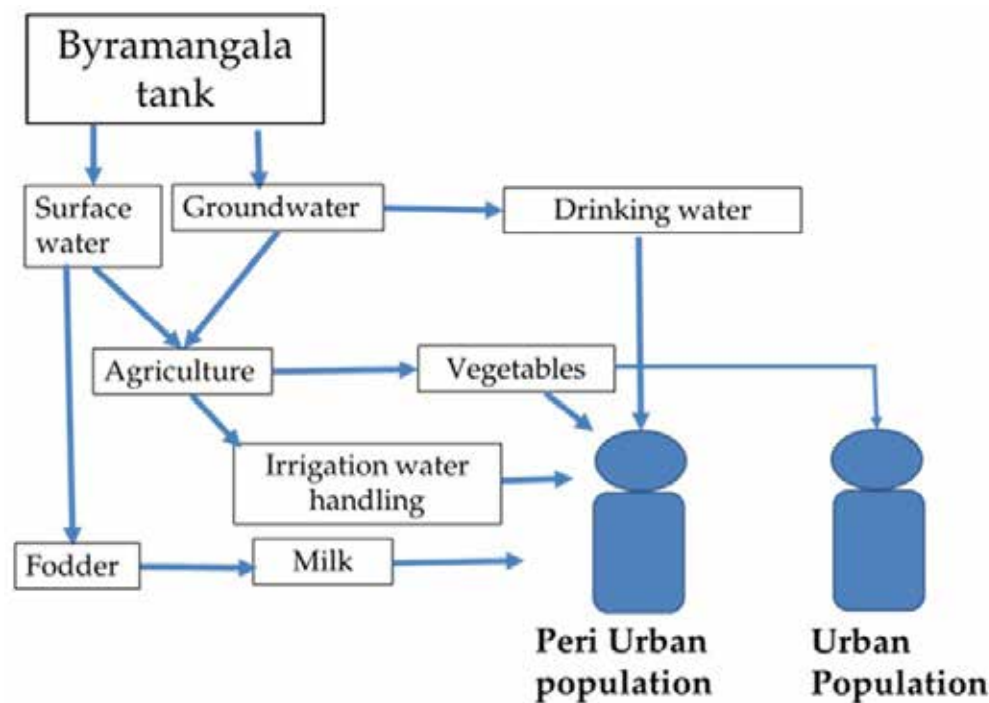 Byramangala
tank
Surface
water
Groundwater
Drinking water
Agriculture
Vegetables
Irrigation water
handling
Fodder
Milk
Peri Urban
population
Urban
Population